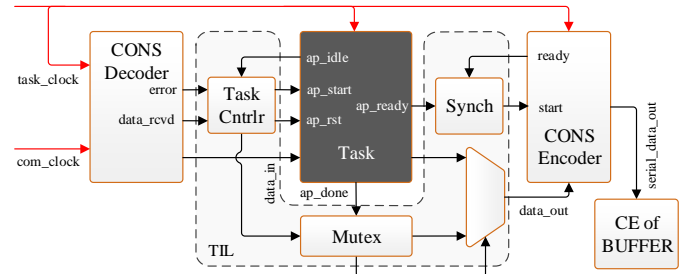 CONS
Decoder
task_clock
error
data_rcvd
com_clock
Task
Cntrlr
ap_idle
ap_start
ap_rst
ap_ready
Task
data_in
ap_done
Synch
ready
start
CONS
Encoder
serial_data_out
data_out
Mutex
TIL
CE of
BUFFER